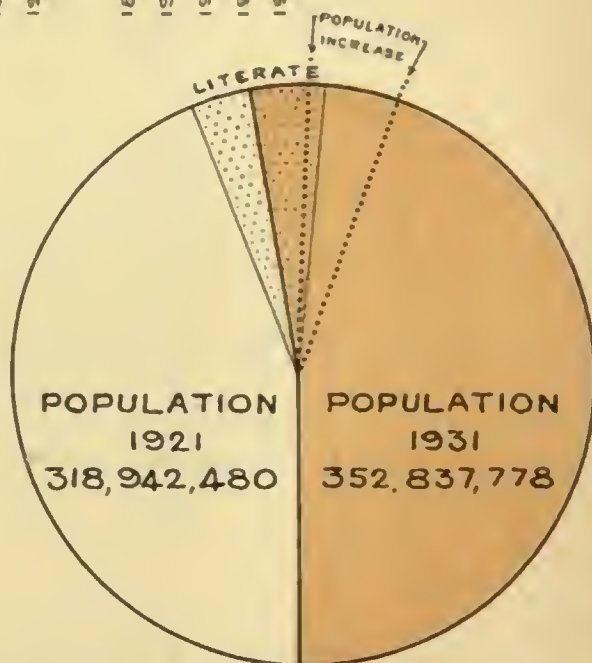 POPULATION
INCREASE
LITERATE
POPULATION
1921
318,942,480
POPULATION
1931
352,837,778